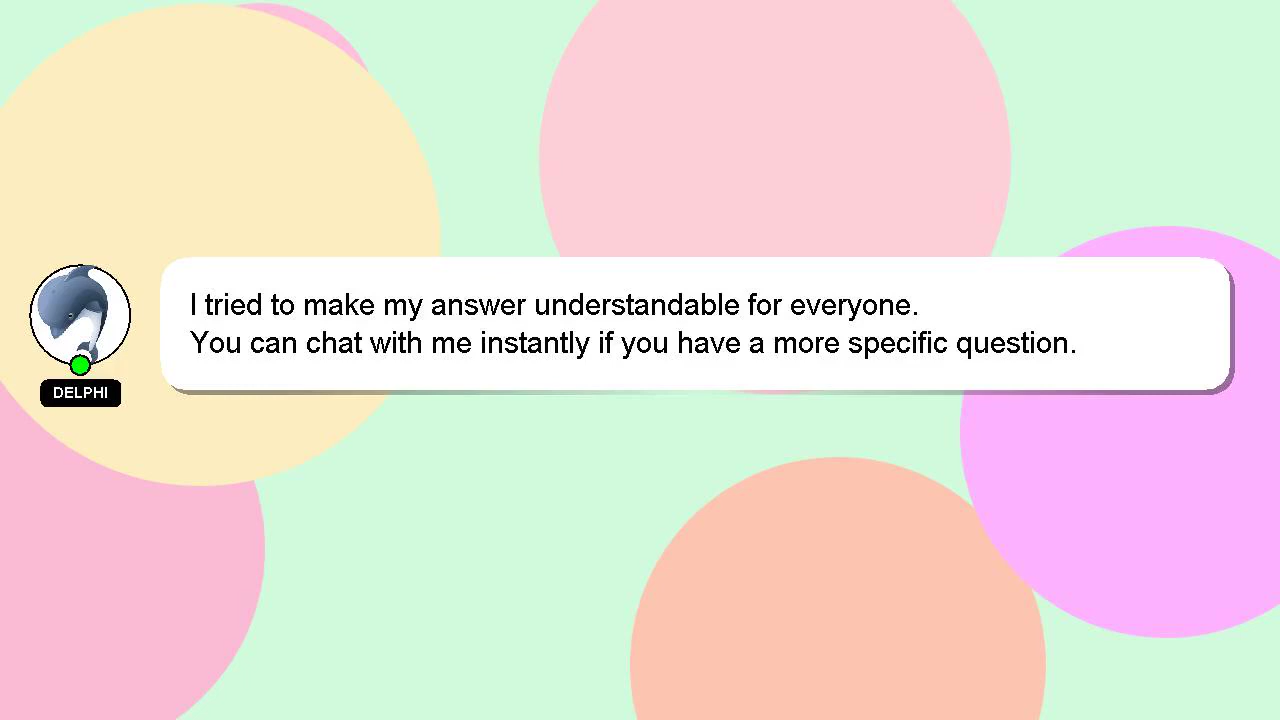 I tried to make my answer understandable for everyone.
You can chat with me instantly if you have a more specific question.
DELPHI